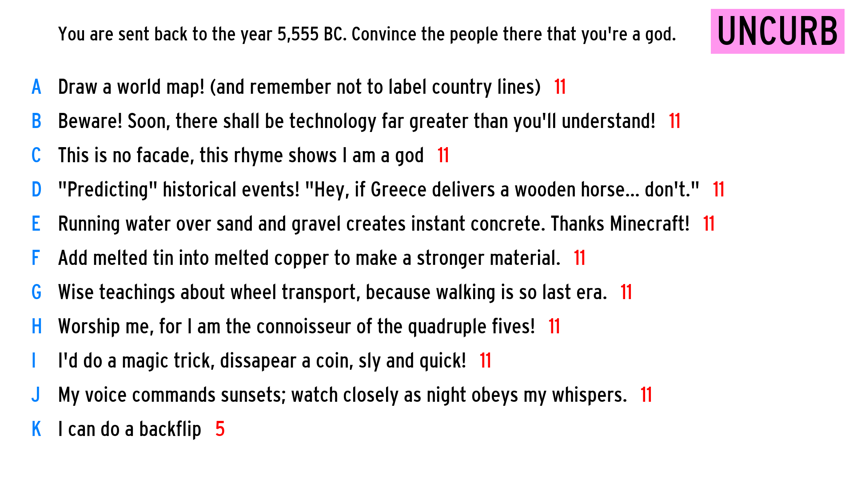 You are sent back to the year 5,555 BC. Convince the people there that you're a god.
UNCURB
A Draw a world map! (and remember not to label country lines) 11
B Beware! Soon, there shall be technology far greater than you'll understand! 11
C This is no facade, this rhyme shows I am a god 11
D "Predicting" historical events! "Hey, if Greece delivers a wooden horse... don't." 11
E Running water over sand and gravel creates instant concrete. Thanks Minecraft! 11
F Add melted tin into melted copper to make a stronger material. 11
G Wise teachings about wheel transport, because walking is so last era. 11
H Worship me, for I am the connoisseur of the quadruple fives! 11
I I'd do a magic trick, dissapear a coin, sly and quick! 11
J My voice commands sunsets; watch closely as night obeys my whispers. 11
K I can do a backflip 5